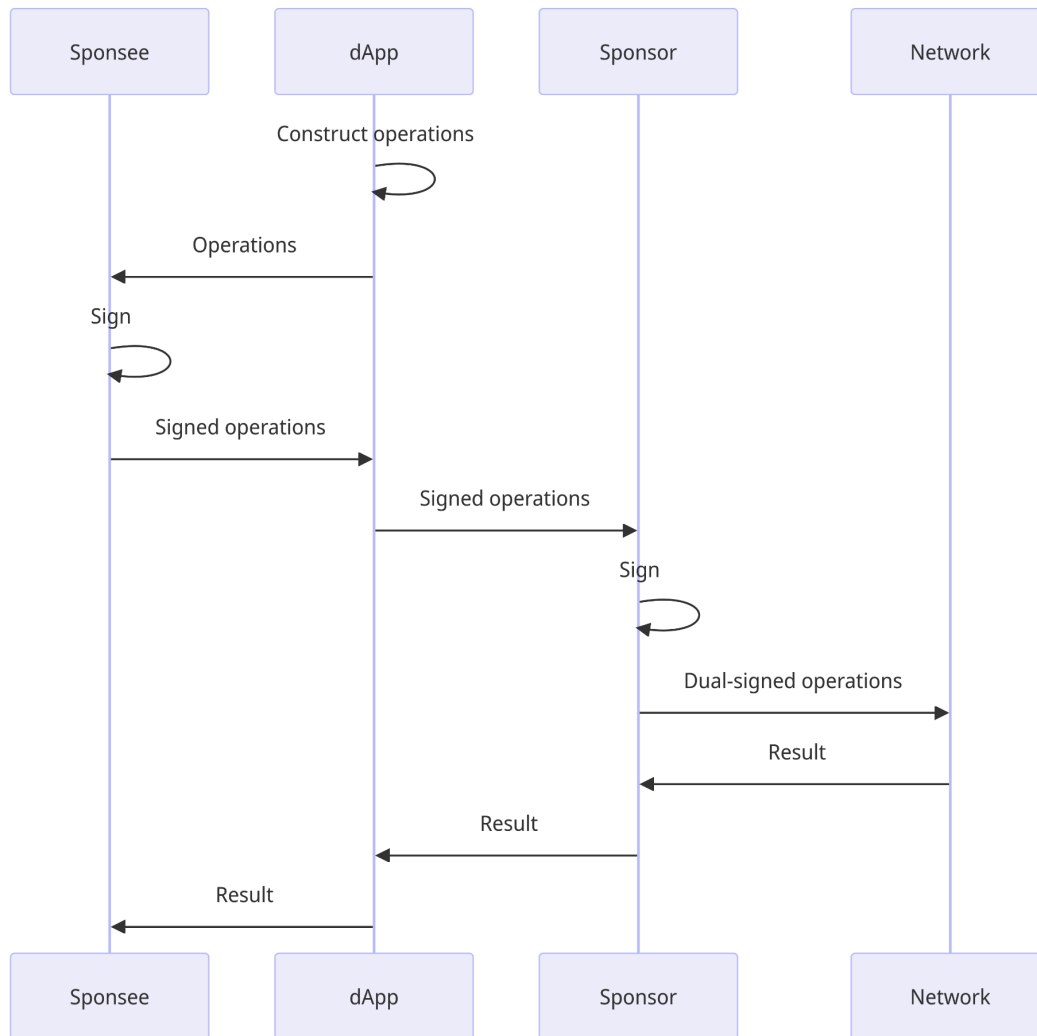 Sponsee
dApp
Sponsor
Network
Construct operations
Operations
Sign
Signed operations
Signed operations
Sign
Dual-signed operations
Result
Result
Result
Sponsee
dApp
Sponsor
Network